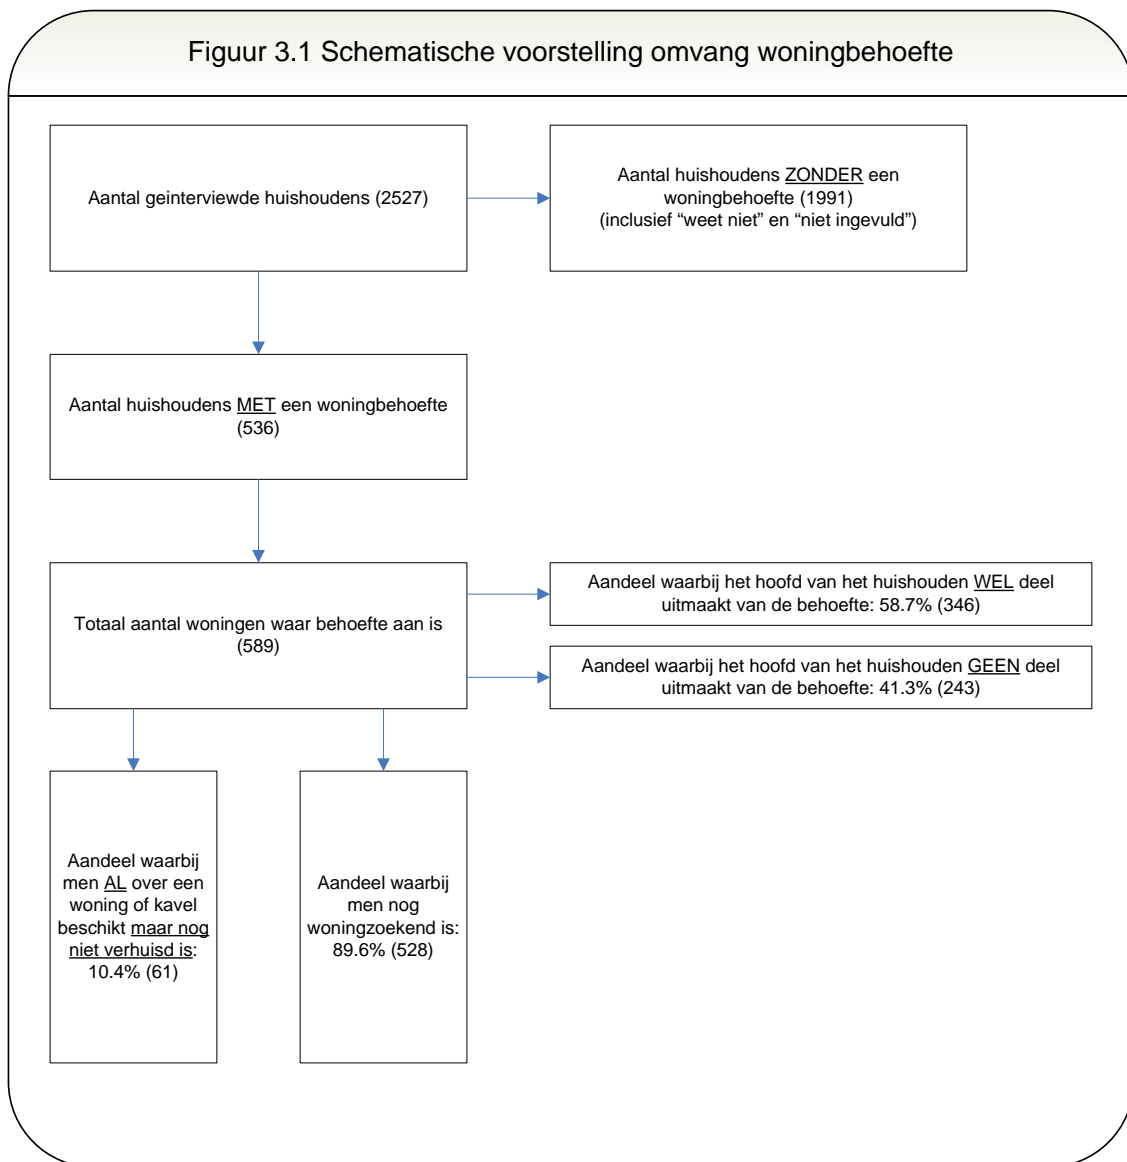 Figuur 3.1 Schematische voorstelling omvang woningbehoefte
Aantal geinterviewde huishoudens (2527)
Aantal huishoudens ZONDER een
woningbehoefte (1991)
(inclusief “weet niet” en “niet ingevuld”)
Aantal huishoudens MET een woningbehoefte
(536)
Totaal aantal woningen waar behoefte aan is
(589)
Aandeel waarbij het hoofd van het huishouden WEL deel
uitmaakt van de behoefte: 58.7% (346)
Aandeel waarbij het hoofd van het huishouden GEEN deel
uitmaakt van de behoefte: 41.3% (243)
Aandeel waarbij
men AL over een
woning of kavel
beschikt maar nog
niet verhuisd is:
10.4% (61)
Aandeel waarbij
men nog
woningzoekend is:
89.6% (528)